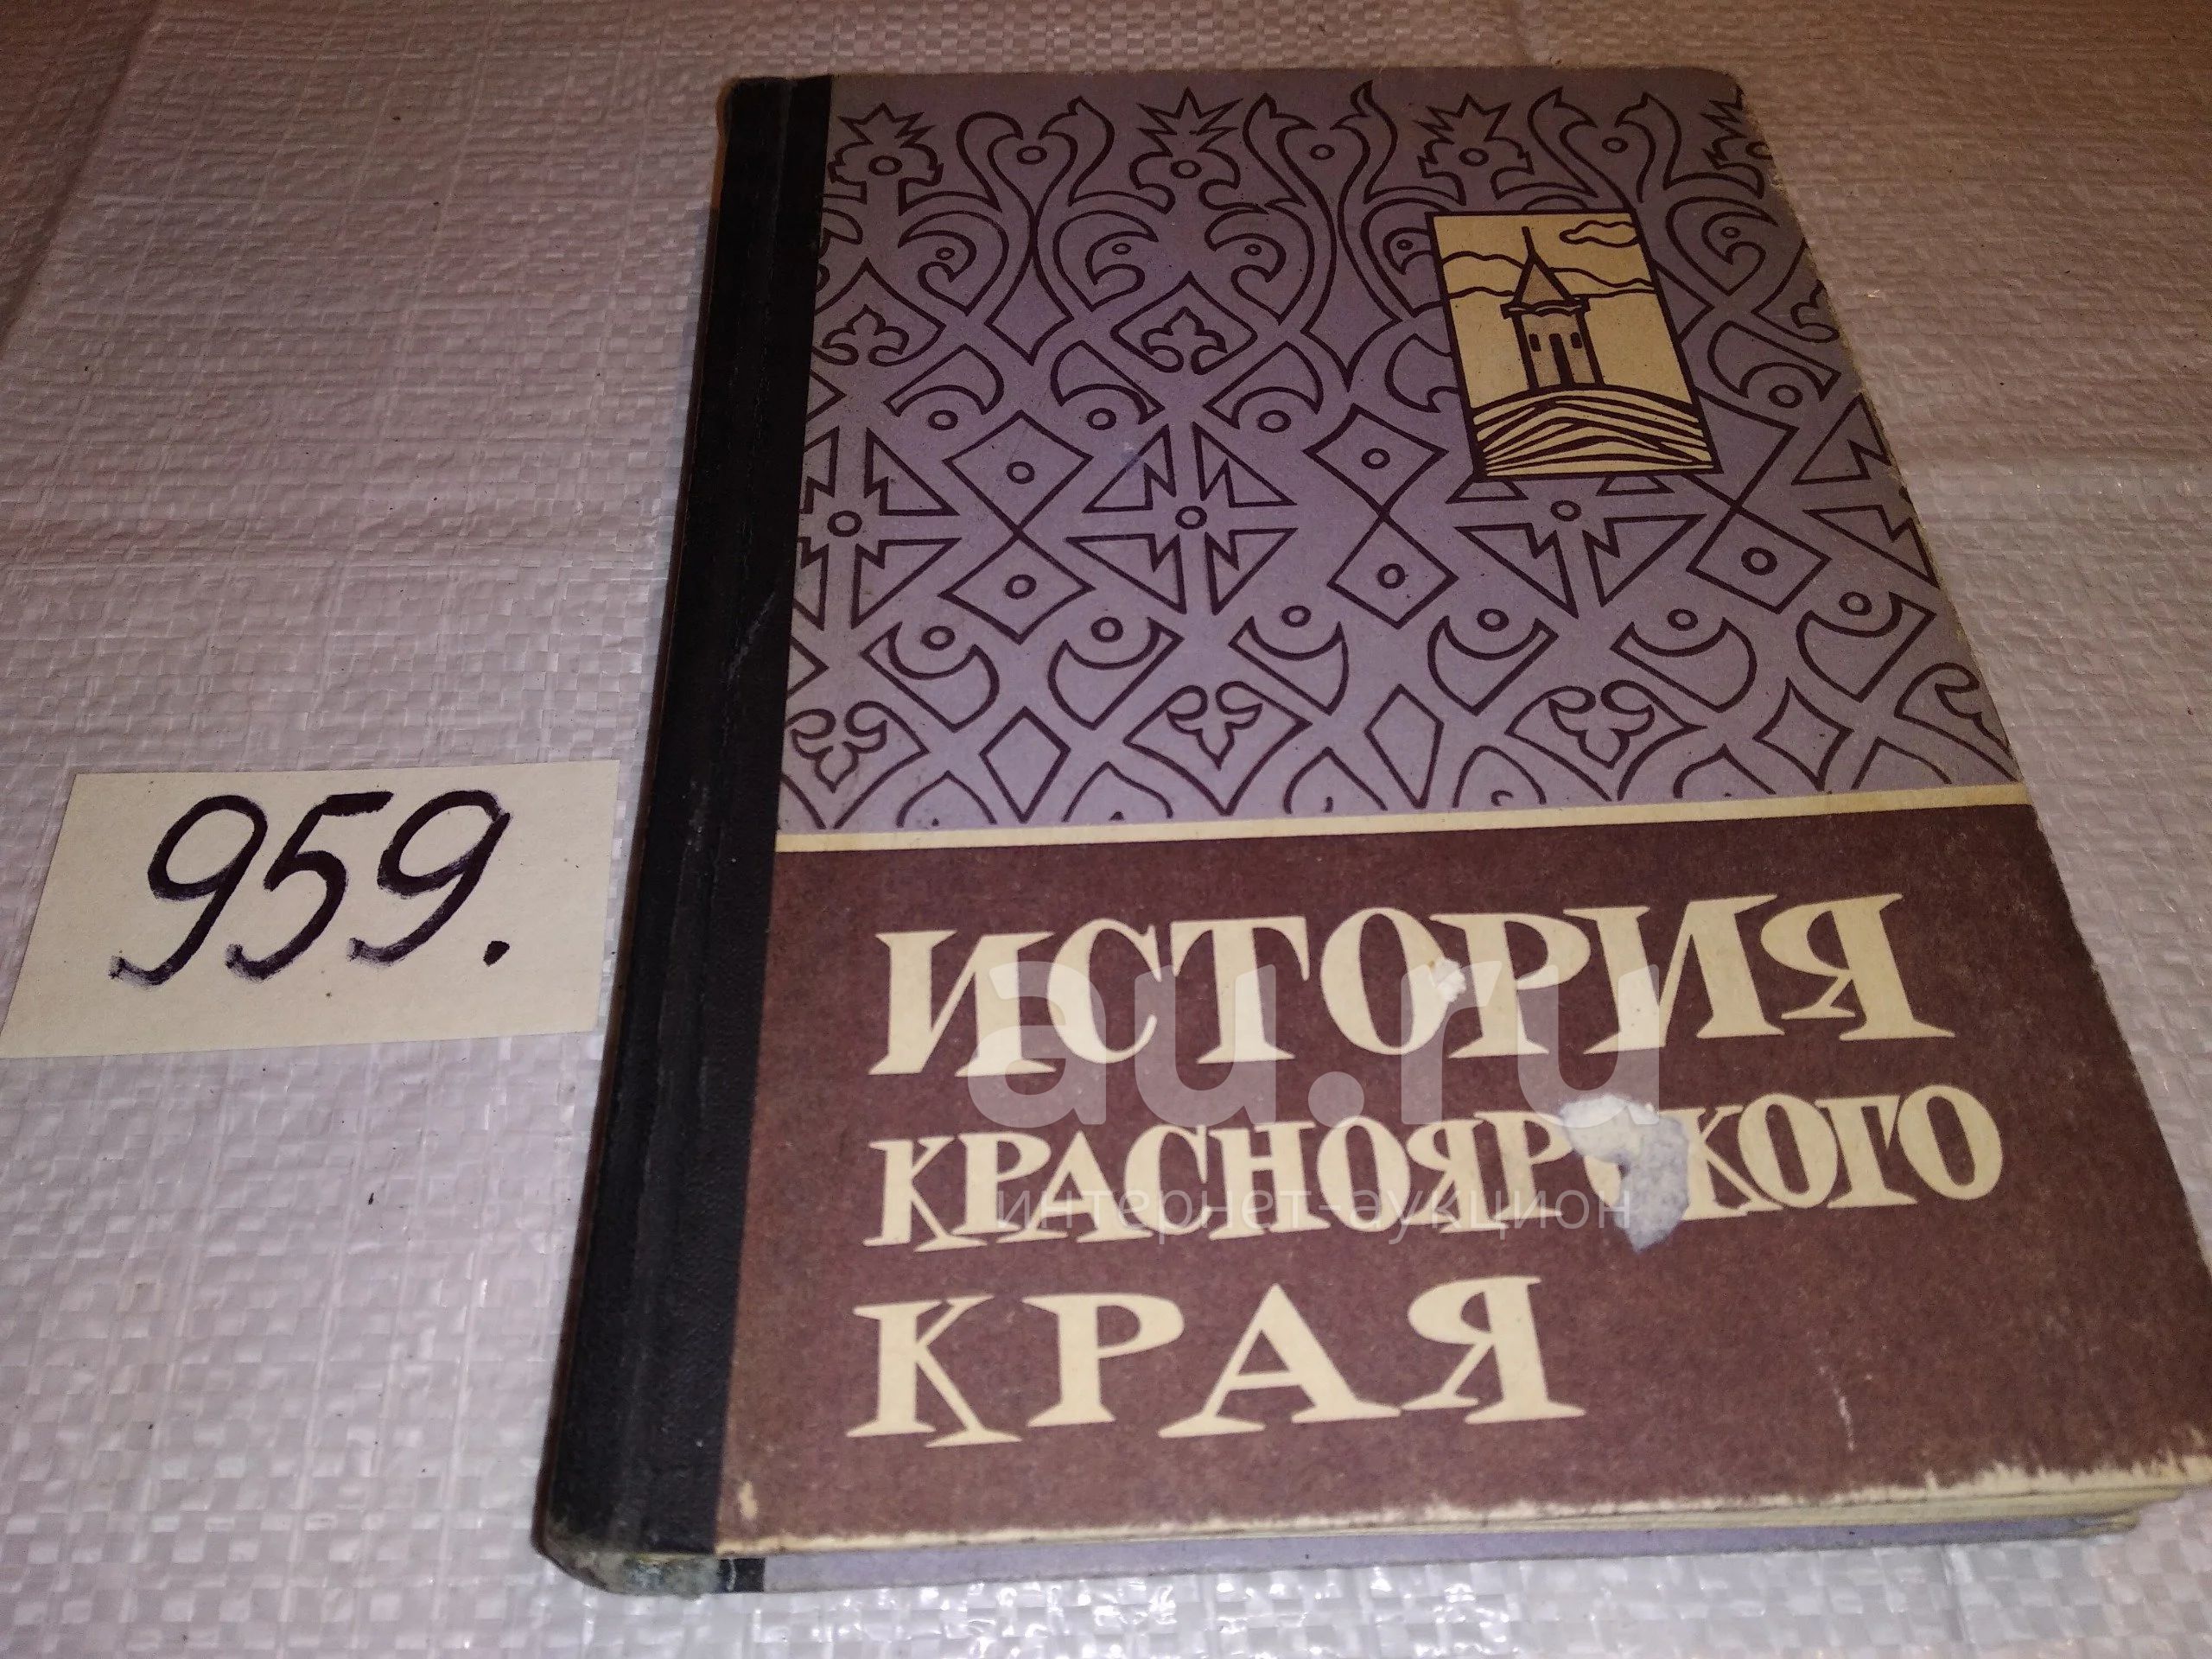 959.
ИСТОРИЯ
КРАСНОЯРСКОГО
КРАЯ
au.ru
интернет-аукцион